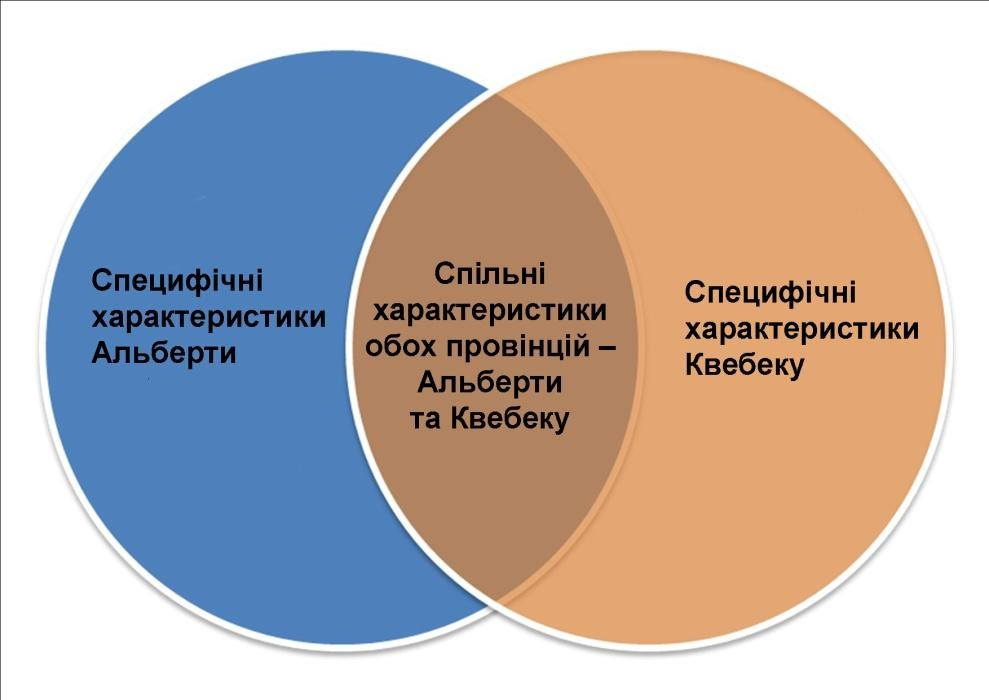 Специфічні
характеристики
Альберти
Спільні
характеристики
обох провінцій –
Альберти
та Квебеку
Специфічні
характеристики
Квебеку